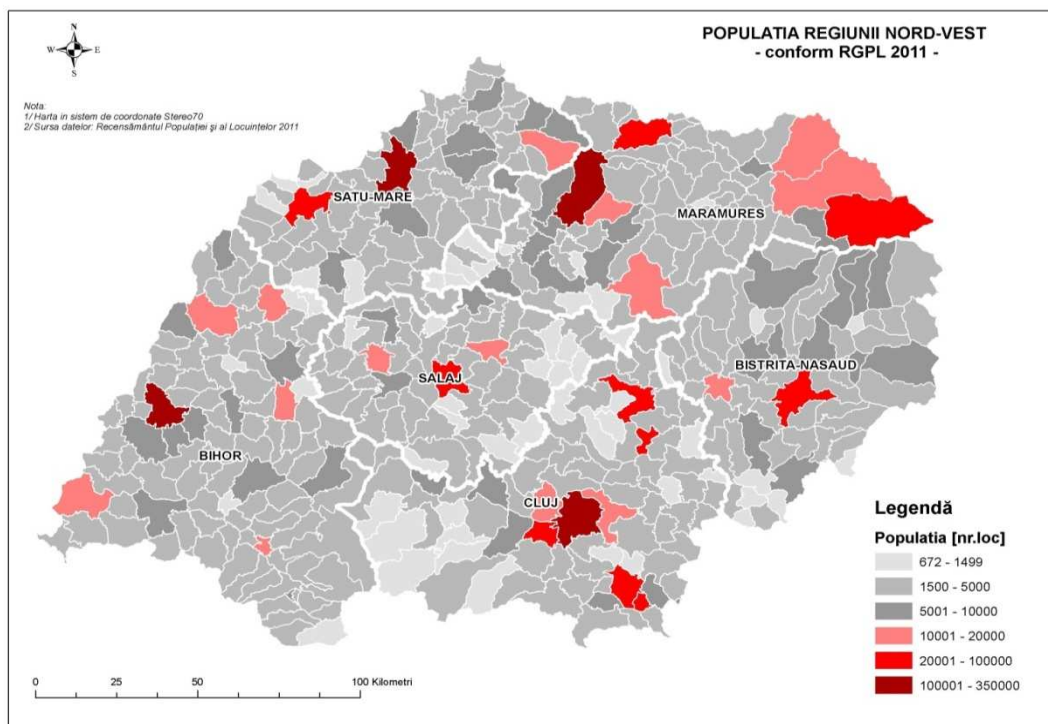 POPULATIA REGIUNII NORD-VEST
- conform RGPL 2011 -
N
W E
S
Nota:
1/ Harta in sistem de coordonate Stereo70
2/ Sursa datelor: Recensământul Populației și al Locuințelor 2011
SATU-MARE
MARAMURES
SALAJ
BISTRITA-NASAUD
BIHOR
CLUJ
Legendă
Populatia [nr.loc]
672 - 1499
1500 - 5000
5001 - 10000
10001 - 20000
20001 - 100000
100001 - 350000
0 25 50 100 Kilometri